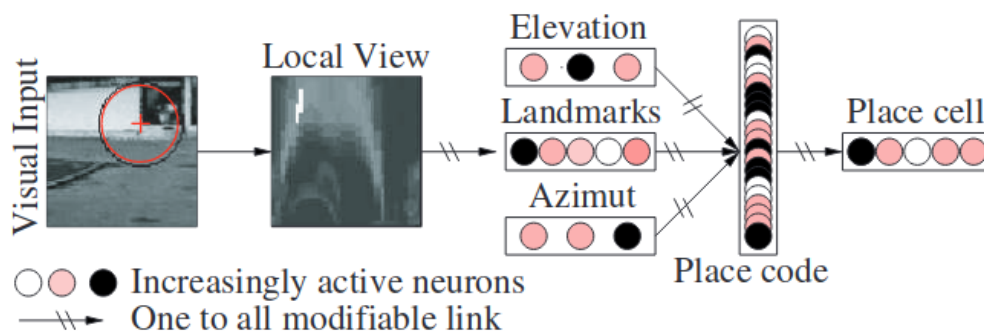 Visual Input
Local View
Elevation
Landmarks
Azimut
Place code
Place cell
Increasingly active neurons
One to all modifiable link